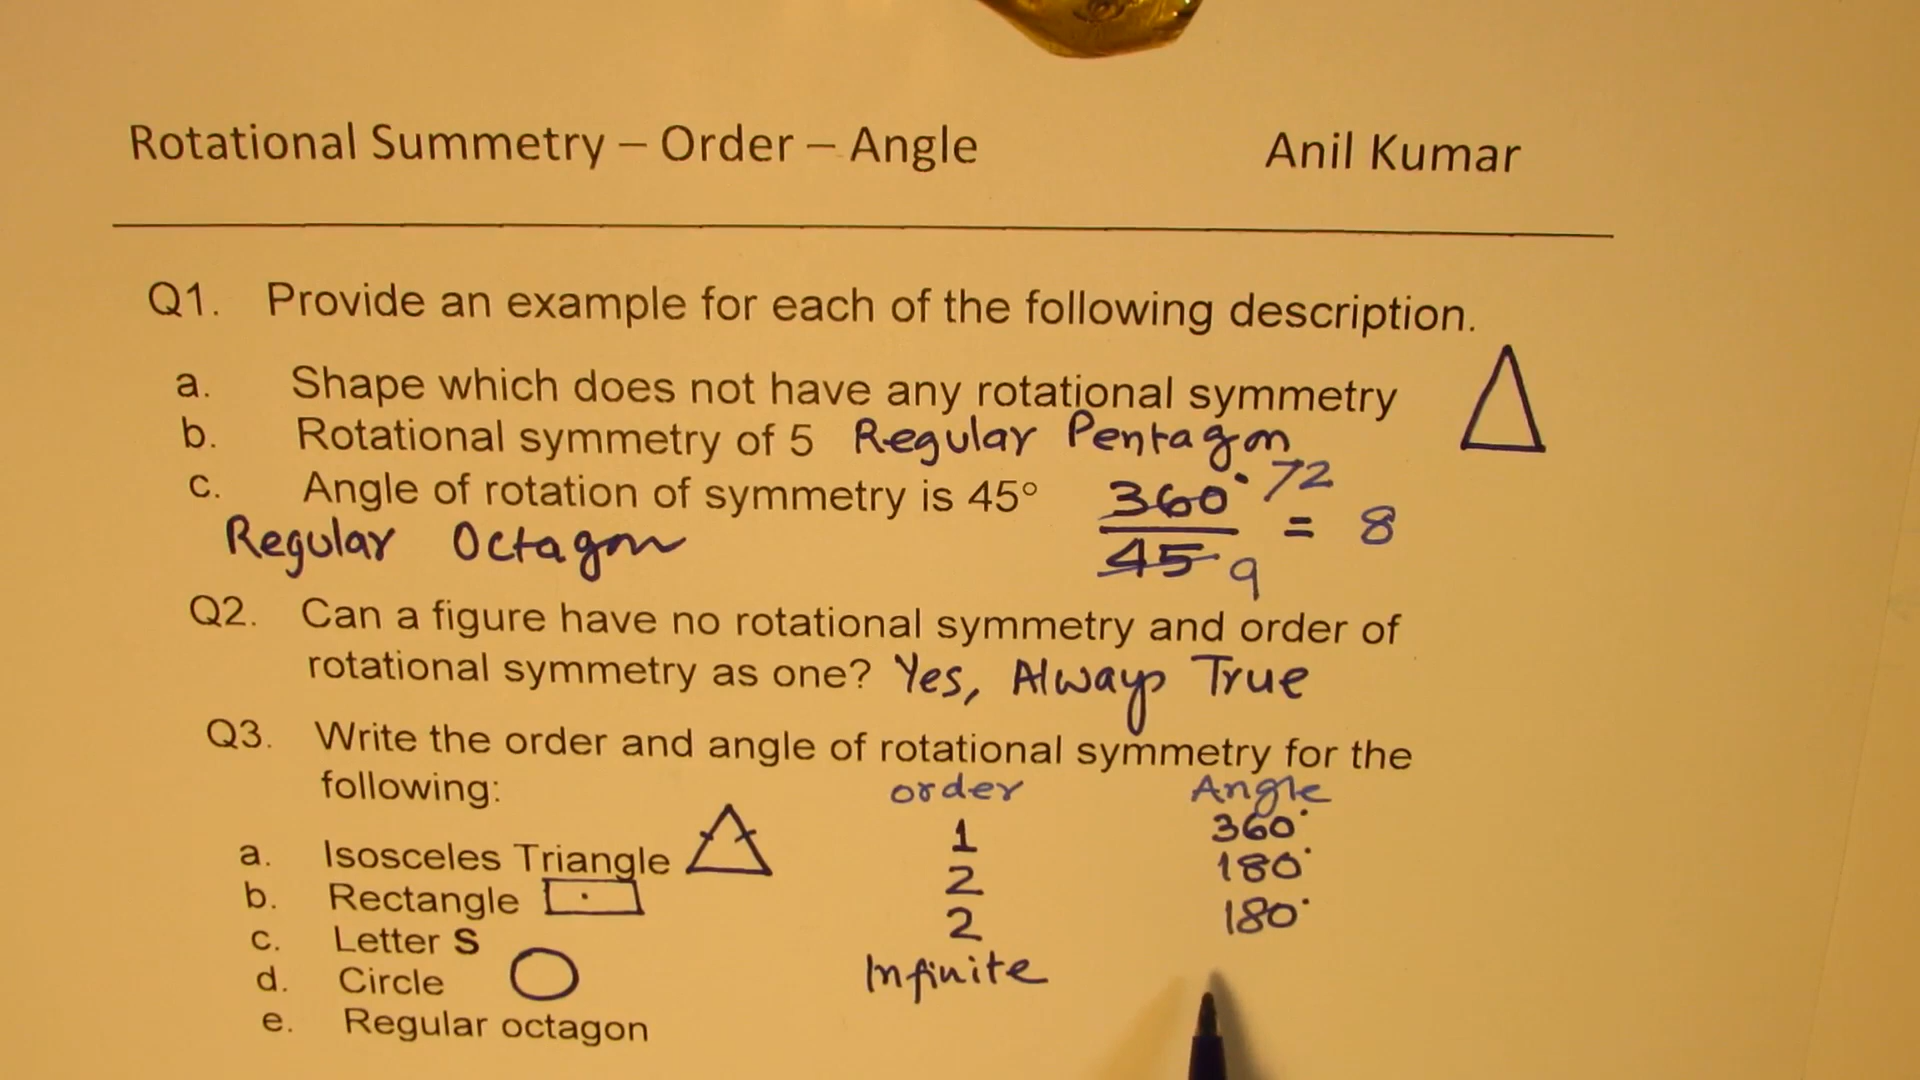 Rotational Summetry – Order – Angle Anil Kumar
Q1. Provide an example for each of the following description.
a. Shape which does not have any rotational symmetry
b. Rotational symmetry of 5 Regular Pentagon
c. Angle of rotation of symmetry is 45° 360° 72
45 9 = 8
Regular Octagon
Q2. Can a figure have no rotational symmetry and order of
rotational symmetry as one? Yes, Always True
Q3. Write the order and angle of rotational symmetry for the
following: order Angle
a. Isosceles Triangle 1 360°
b. Rectangle 2 180°
c. Letter S 2 180°
d. Circle Infinite
e. Regular octagon